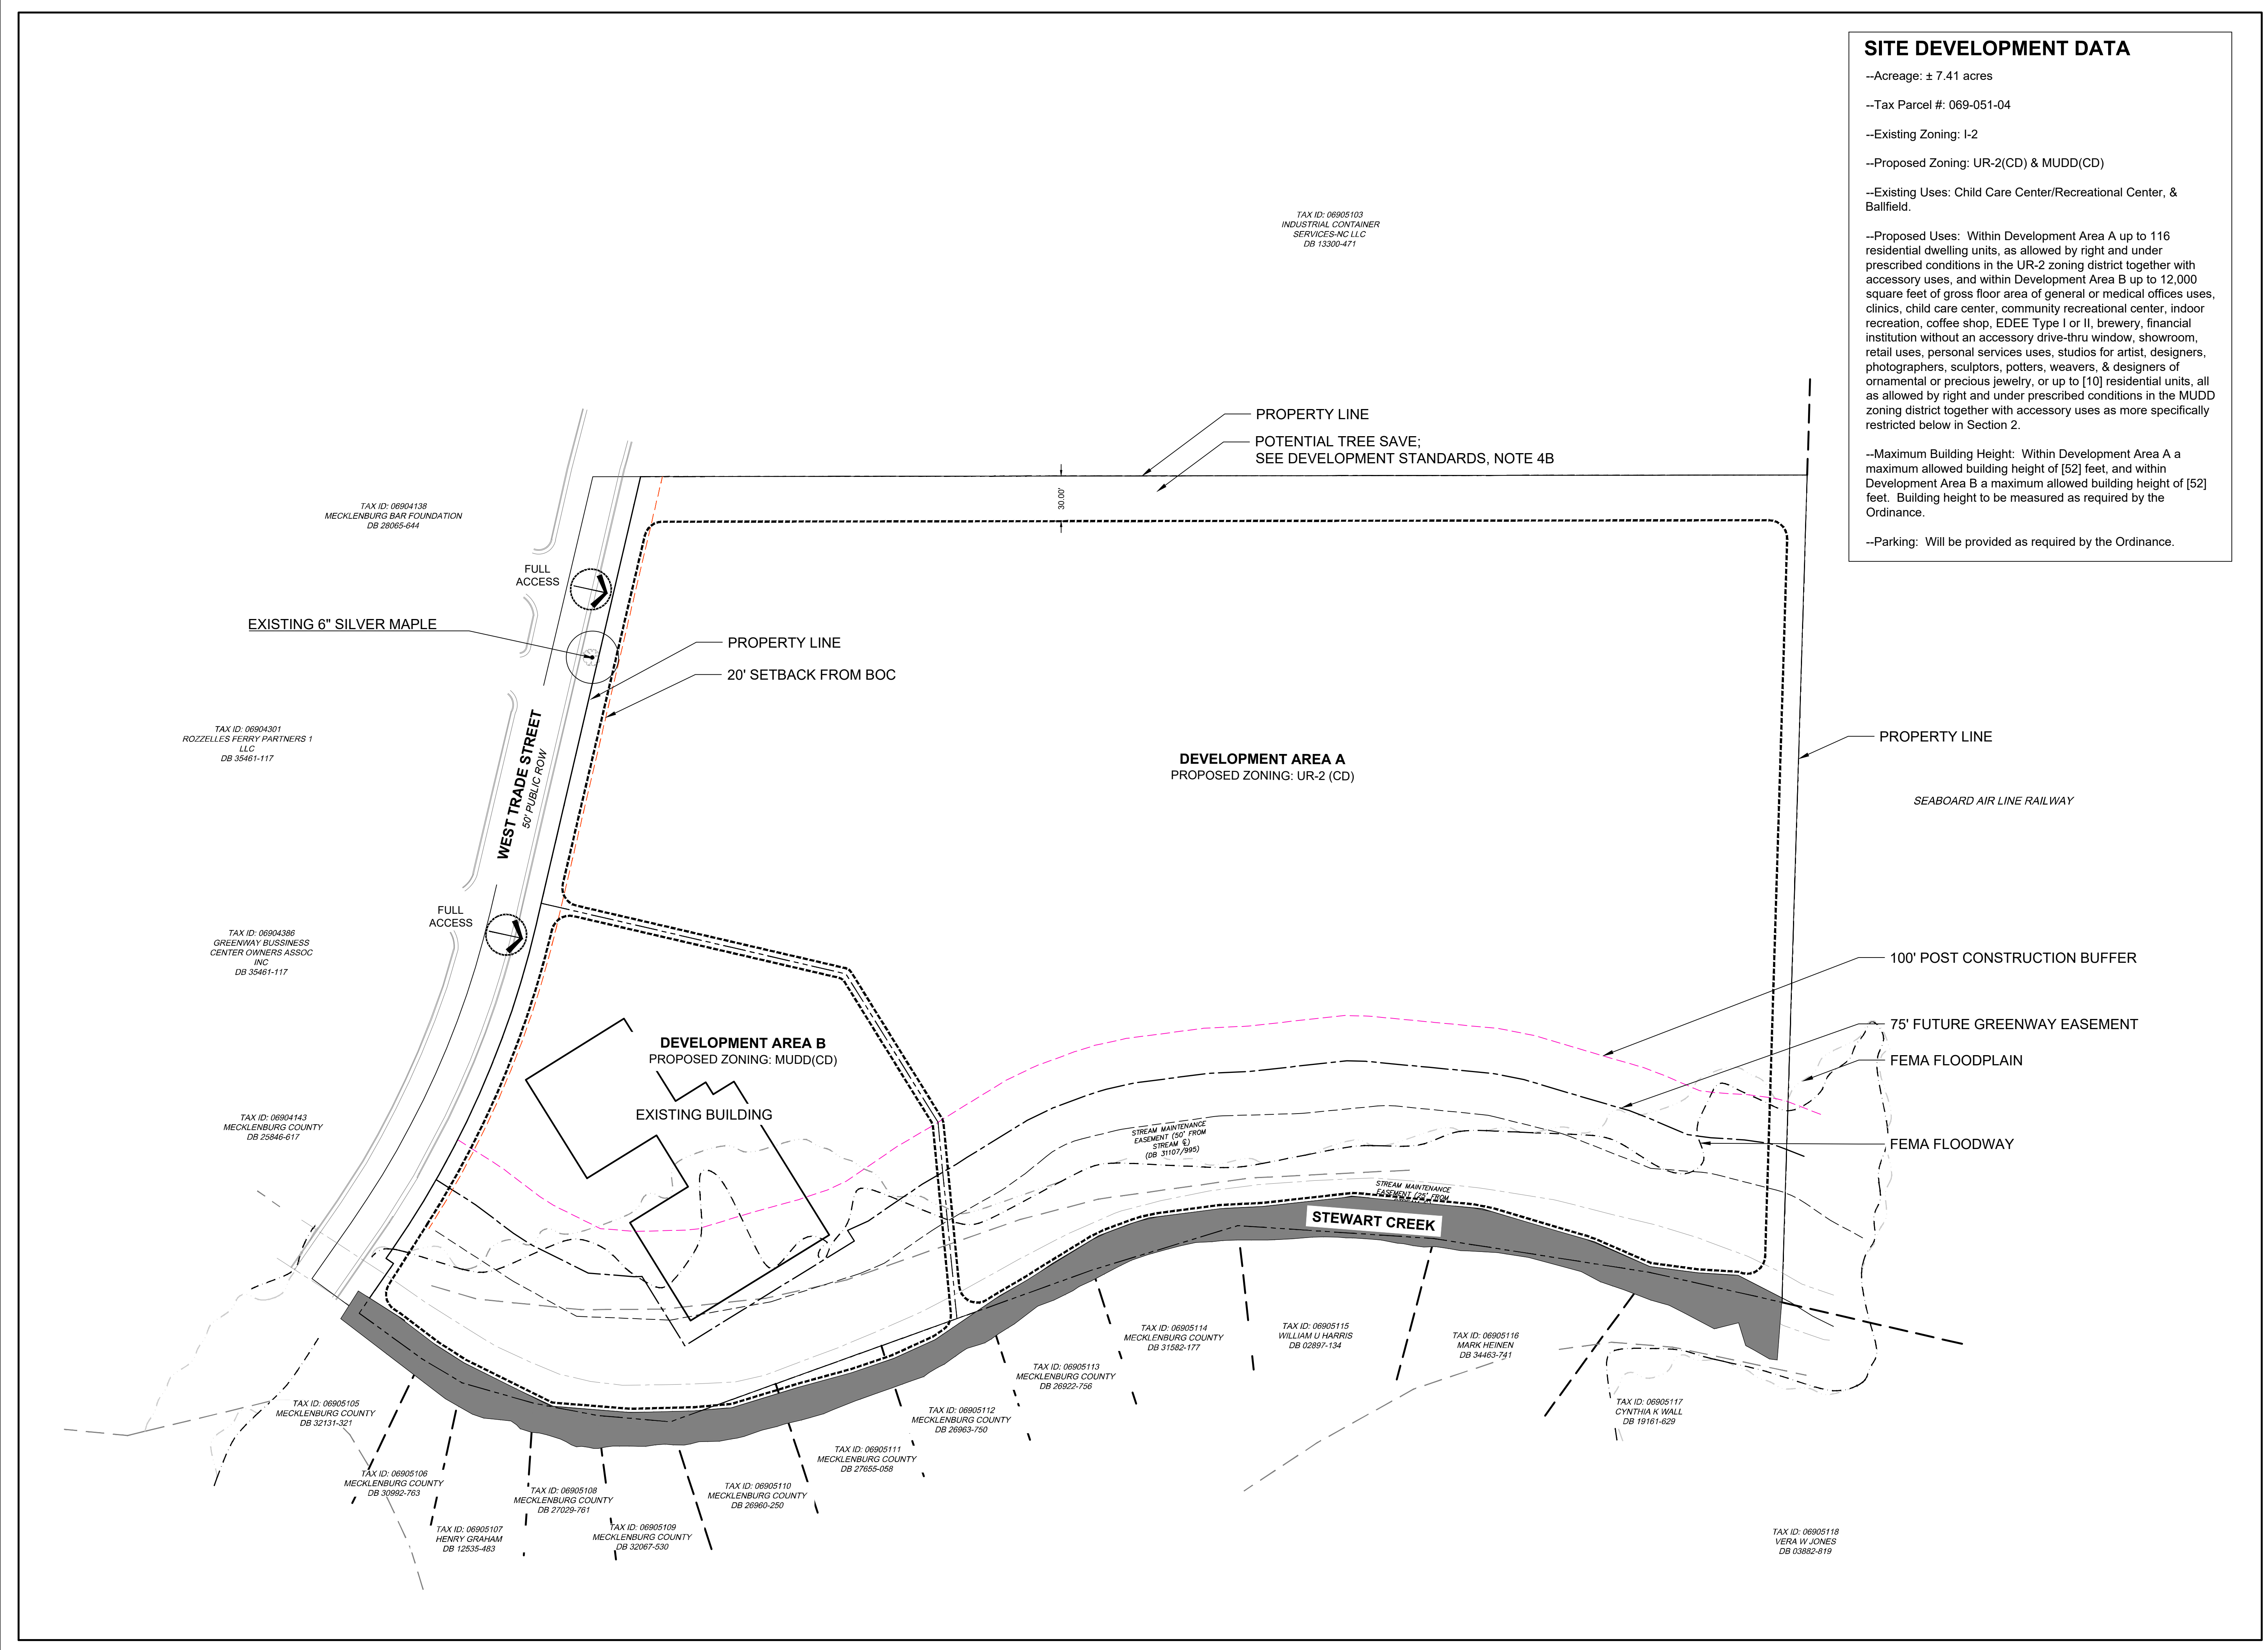 SITE DEVELOPMENT DATA
--Acreage: ± 7.41 acres
--Tax Parcel #: 069-051-04
--Existing Zoning: I-2
--Proposed Zoning: UR-2(CD) & MUDD(CD)
--Existing Uses: Child Care Center/Recreational Center, &
Ballfield.
--Proposed Uses: Within Development Area A up to 116
residential dwelling units, as allowed by right and under
prescribed conditions in the UR-2 zoning district together with
accessory uses, and within Development Area B up to 12,000
square feet of gross floor area of general or medical offices uses,
clinics, child care center, community recreational center, indoor
recreation, coffee shop, EDEE Type I or II, brewery, financial
institution without an accessory drive-thru window, showroom,
retail uses, personal services uses, studios for artist, designers,
photographers, sculptors, potters, weavers, & designers of
ornamental or precious jewelry, or up to [10] residential units, all
as allowed by right and under prescribed conditions in the MUDD
zoning district together with accessory uses as more specifically
restricted below in Section 2.
--Maximum Building Height: Within Development Area A a
maximum allowed building height of [52] feet, and within
Development Area B a maximum allowed building height of [52]
feet. Building height to be measured as required by the
Ordinance.
--Parking: Will be provided as required by the Ordinance.
TAX ID: 06905103
INDUSTRIAL CONTAINER
SERVICES-NC LLC
DB 13300-471
PROPERTY LINE
POTENTIAL TREE SAVE;
SEE DEVELOPMENT STANDARDS, NOTE 4B
30.00'
TAX ID: 06904138
MECKLENBURG BAR FOUNDATION
DB 28065-644
FULL
ACCESS
EXISTING 6" SILVER MAPLE
PROPERTY LINE
20' SETBACK FROM BOC
WEST TRADE STREET
50' PUBLIC ROW
TAX ID: 06904301
ROZZELLES FERRY PARTNERS 1
LLC
DB 35461-117
DEVELOPMENT AREA A
PROPOSED ZONING: UR-2 (CD)
PROPERTY LINE
SEABOARD AIR LINE RAILWAY
FULL
ACCESS
TAX ID: 06904386
GREENWAY BUSSINESS
CENTER OWNERS ASSOC
INC
DB 35461-117
100' POST CONSTRUCTION BUFFER
75' FUTURE GREENWAY EASEMENT
FEMA FLOODPLAIN
FEMA FLOODWAY
DEVELOPMENT AREA B
PROPOSED ZONING: MUDD(CD)
EXISTING BUILDING
TAX ID: 06904143
MECKLENBURG COUNTY
DB 25846-617
STREAM MAINTENANCE
EASEMENT (50' FROM
STREAM ℄)
(DB 31107/995)
STREAM MAINTENANCE
EASEMENT (25' FROM
STEWART CREEK
TAX ID: 06905105
MECKLENBURG COUNTY
DB 32131-321
TAX ID: 06905106
MECKLENBURG COUNTY
DB 30992-763
TAX ID: 06905107
HENRY GRAHAM
DB 12535-483
TAX ID: 06905108
MECKLENBURG COUNTY
DB 27029-761
TAX ID: 06905109
MECKLENBURG COUNTY
DB 32067-530
TAX ID: 06905110
MECKLENBURG COUNTY
DB 26960-250
TAX ID: 06905111
MECKLENBURG COUNTY
DB 27655-058
TAX ID: 06905112
MECKLENBURG COUNTY
DB 26963-750
TAX ID: 06905113
MECKLENBURG COUNTY
DB 26922-756
TAX ID: 06905114
MECKLENBURG COUNTY
DB 31582-177
TAX ID: 06905115
WILLIAM U HARRIS
DB 02897-134
TAX ID: 06905116
MARK HEINEN
DB 34463-741
TAX ID: 06905117
CYNTHIA K WALL
DB 19161-629
TAX ID: 06905118
VERA W JONES
DB 03882-819